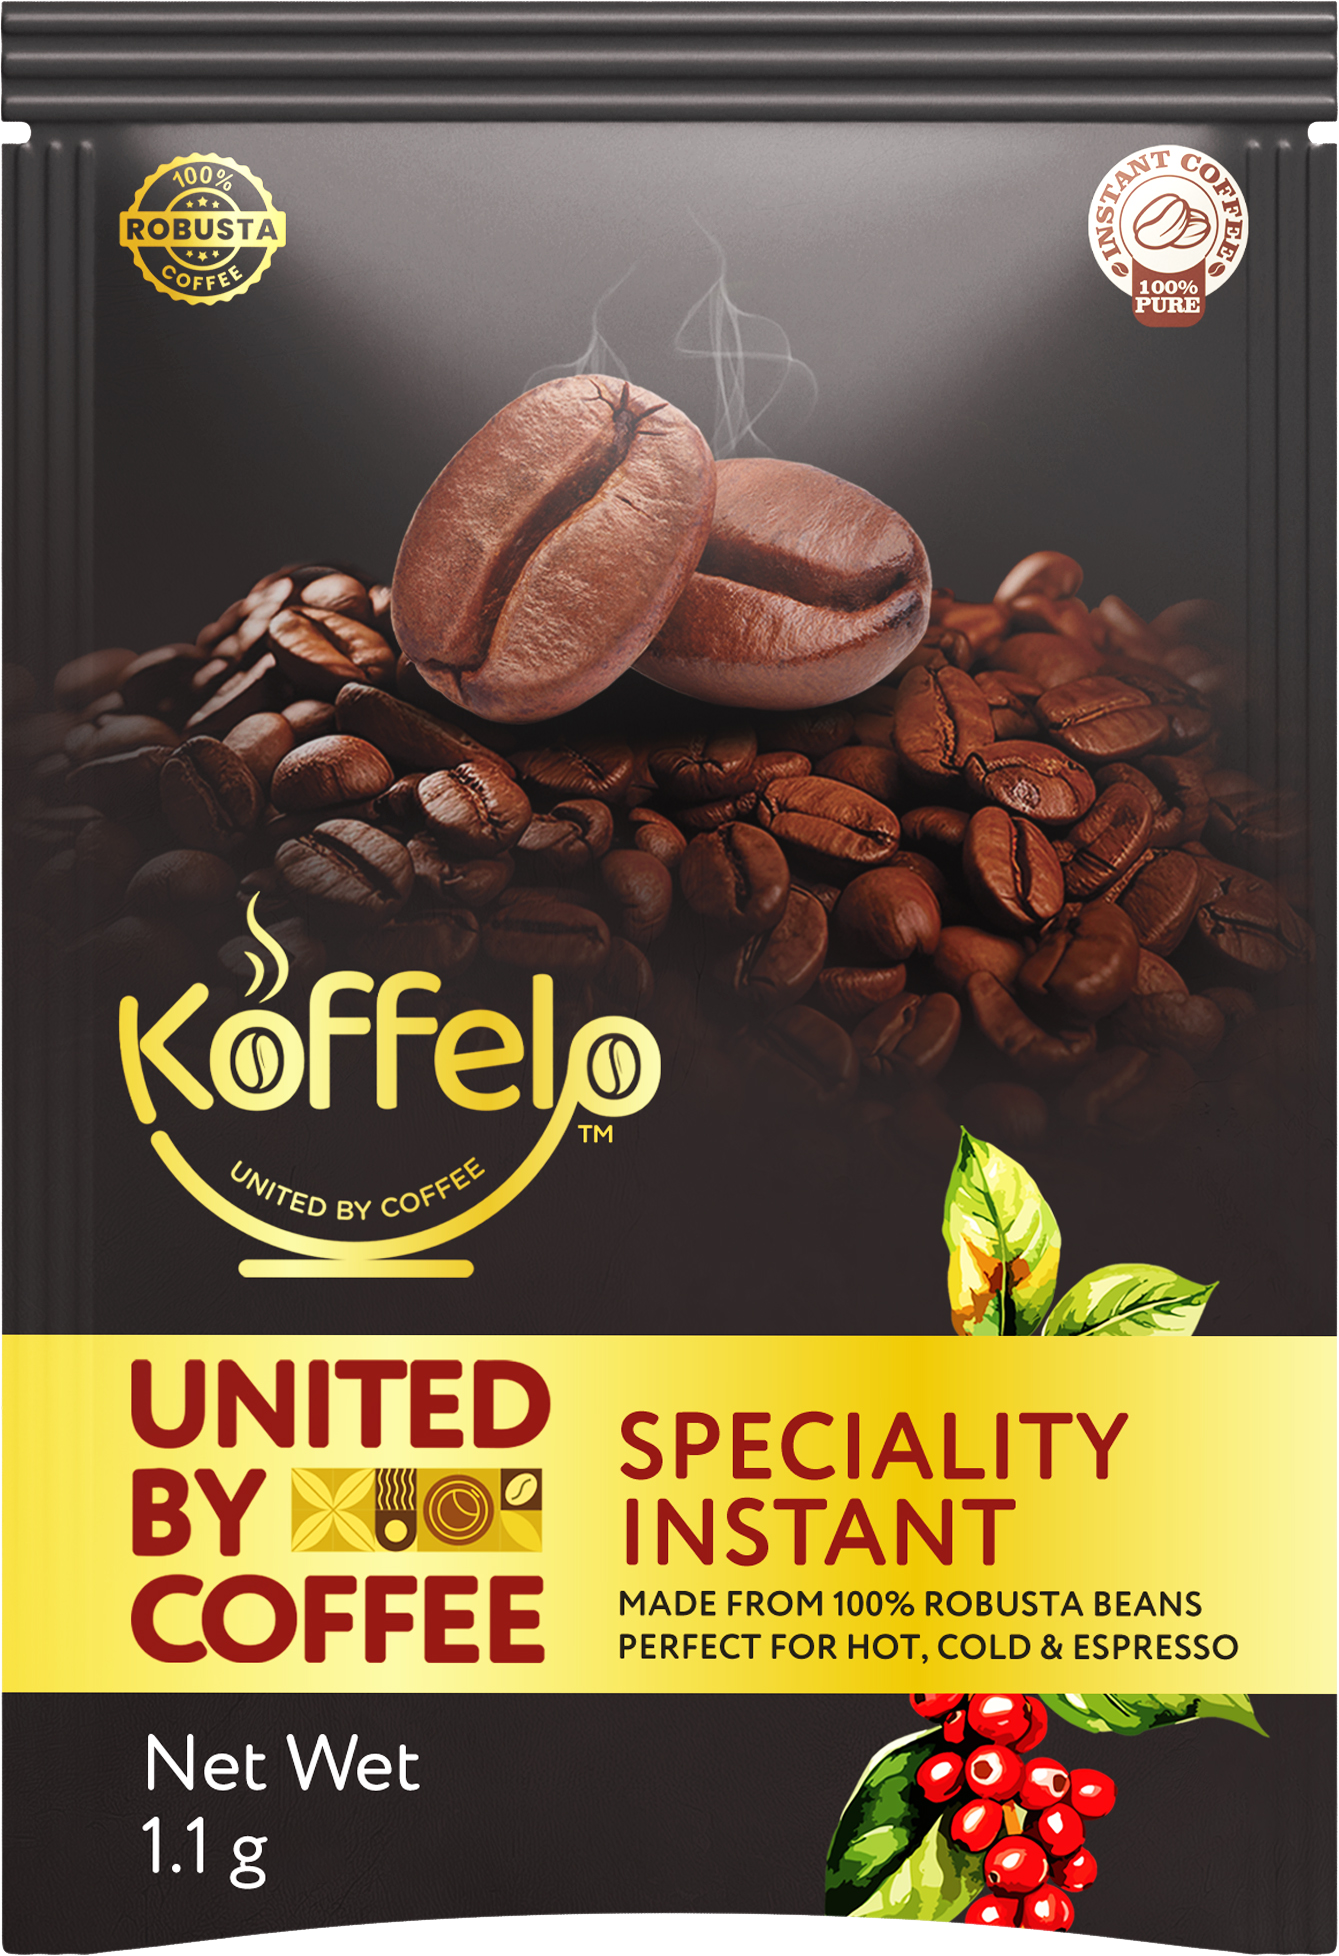 100%
ROBUSTA
COFFEE
INSTANT COFFEE
100%
PURE
Koffelo
TM
UNITED BY COFFEE
UNITED
BY
COFFEE
SPECIALITY
INSTANT
MADE FROM 100% ROBUSTA BEANS
PERFECT FOR HOT, COLD & ESPRESSO
Net Wet
1.1 g